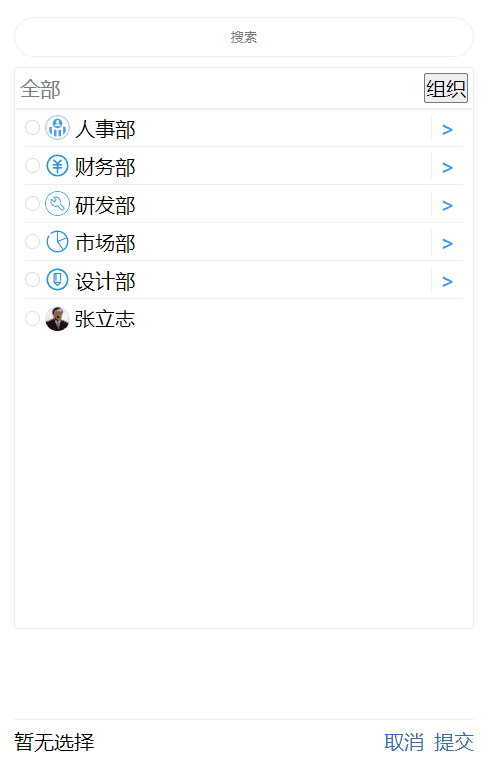 搜索
全部 组织
人事部 >
财务部 >
研发部 >
市场部 >
设计部 >
张立志
暂无选择 取消 提交